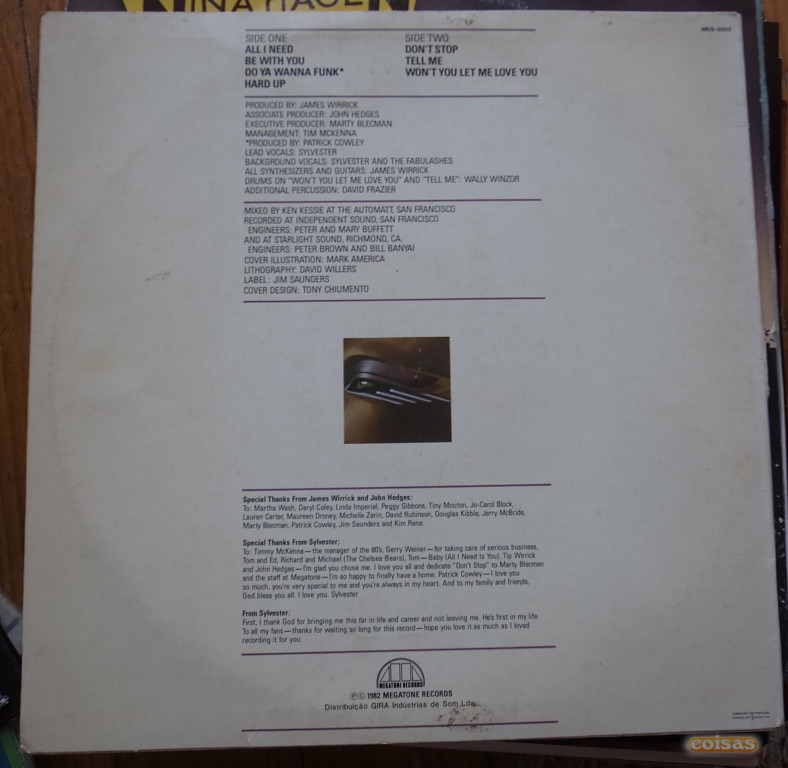 NINA HAGEN
SIDE ONE
ALL I NEED
BE WITH YOU
DO YA WANNA FUNK*
HARD UP
SIDE TWO
DON'T STOP
TELL ME
WON'T YOU LET ME LOVE YOU
PRODUCED BY: JAMES WIRRICK
ASSOCIATE PRODUCER: JOHN HEDGES
EXECUTIVE PRODUCER: MARTY BLECMAN
MANAGEMENT: TIM MCKENNA
*PRODUCED BY: PATRICK COWLEY
LEAD VOCALS: SYLVESTER
BACKGROUND VOCALS: SYLVESTER AND THE FABULASHES
ALL SYNTHESIZERS AND GUITARS: JAMES WIRRICK
DRUMS ON "WON'T YOU LET ME LOVE YOU" AND "TELL ME": WALLY WINZOR
ADDITIONAL PERCUSSION: DAVID FRAZIER
MIXED BY KEN KESSIE AT THE AUTOMATT, SAN FRANCISCO
RECORDED AT INDEPENDENT SOUND, SAN FRANCISCO
ENGINEERS: PETER AND MARY BUFFETT
AND AT STARLIGHT SOUND, RICHMOND, CA.
ENGINEERS: PETER BROWN AND BILL BANYAI
COVER ILLUSTRATION: MARK AMERICA
LITHOGRAPHY: DAVID WILLERS
LABEL: JIM SAUNDERS
COVER DESIGN: TONY CHIUMENTO
Special Thanks From James Wirrick and John Hedges:
To: Martha Wash, Daryl Coley, Linda Imperial, Peggy Gibbons, Tiny Mouton, Jo-Carol Block,
Lauren Carter, Maureen Droney, Michelle Zarin, David Rubinson, Douglas Kibble, Jerry McBride,
Marty Blecman, Patrick Cowley, Jim Saunders and Kim Rene.
Special Thanks From Sylvester:
To: Timmy McKenna—the manager of the 80's, Gerry Weiner—for taking care of serious business.
Tom and Ed, Richard and Michael (The Chelsea Bears), Tom—Baby (All I Need Is You), Tip Wirrick
and John Hedges—I'm glad you chose me. I love you all and dedicate "Don't Stop" to Marty Blecman
and the staff at Megatone—I'm so happy to finally have a home. Patrick Cowley—I love you
so much, you're very special to me and you're always in my heart. And to my family and friends,
God bless you all. I love you. Sylvester
From Sylvester:
First, I thank God for bringing me this far in life and career and not leaving me. He's first in my life.
To all my fans—thanks for waiting so long for this record—hope you love it as much as I loved
recording it for you.
MEGATONE RECORDS
℗© 1982 MEGATONE RECORDS
Distribuição GIRA Indústrias de Som Lda.
coisas